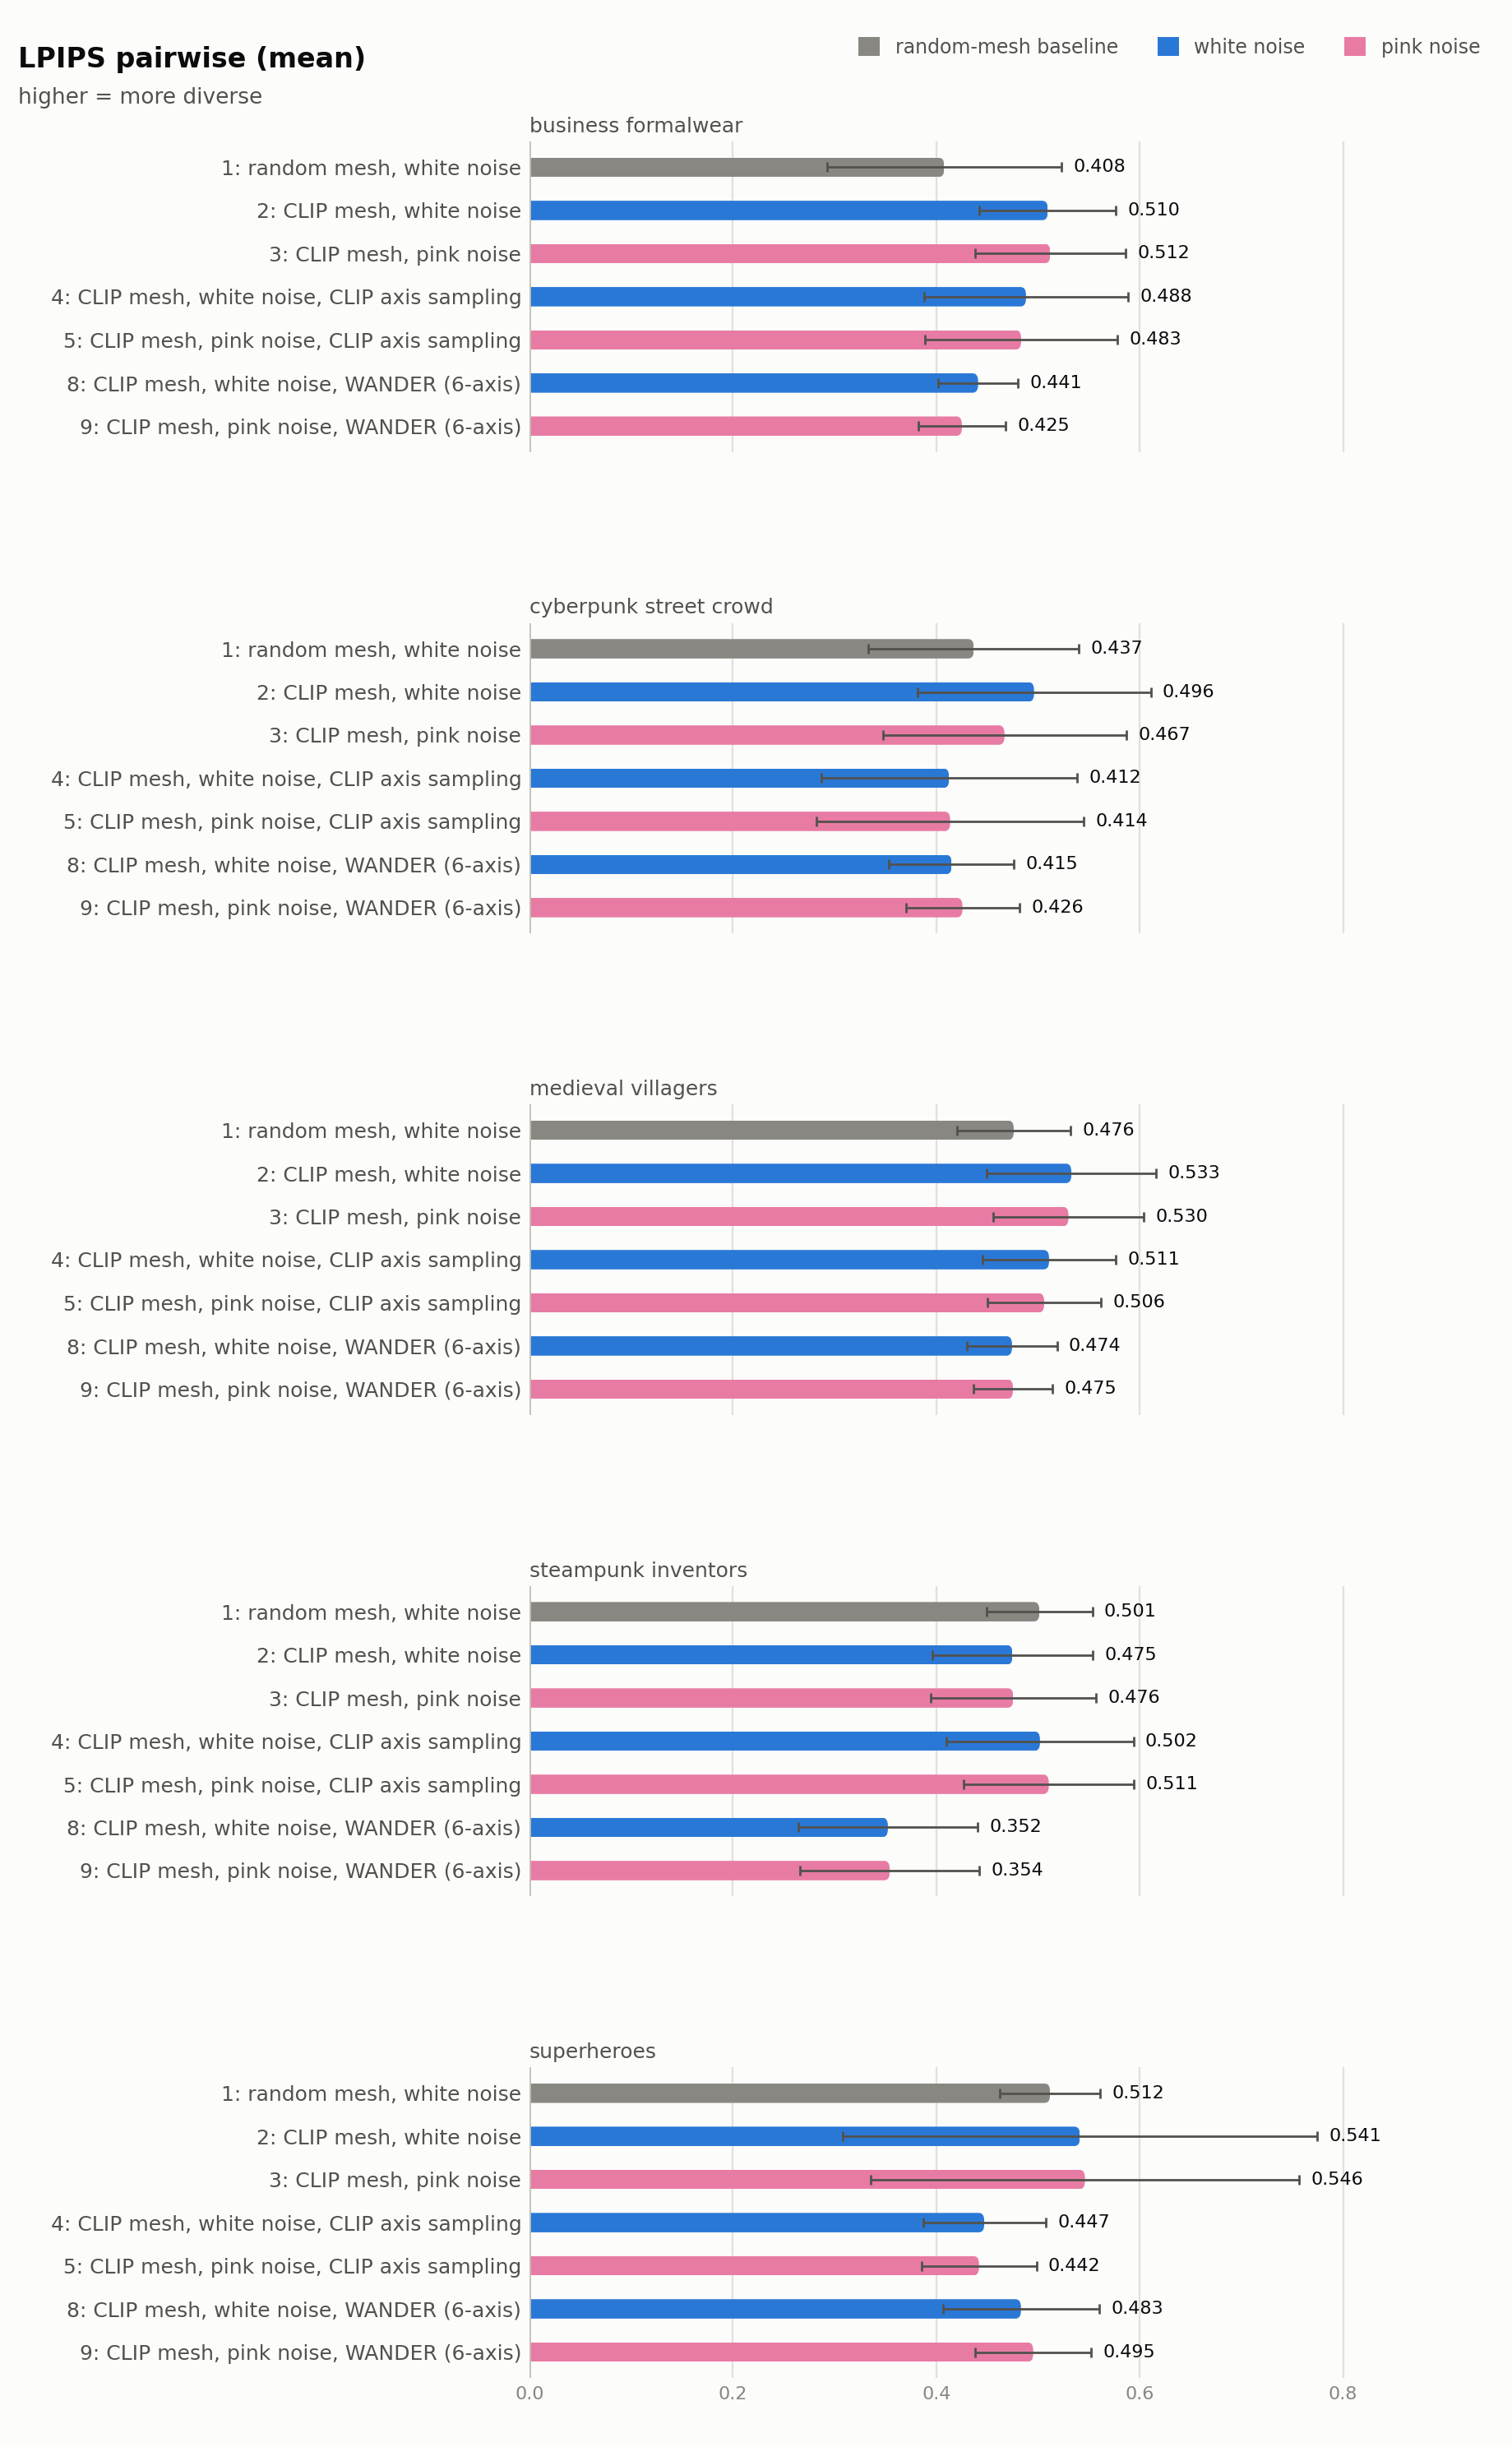 LPIPS pairwise (mean)
higher = more diverse
random-mesh baseline
white noise
pink noise
business formalwear
1: random mesh, white noise 0.408
2: CLIP mesh, white noise 0.510
3: CLIP mesh, pink noise 0.512
4: CLIP mesh, white noise, CLIP axis sampling 0.488
5: CLIP mesh, pink noise, CLIP axis sampling 0.483
8: CLIP mesh, white noise, WANDER (6-axis) 0.441
9: CLIP mesh, pink noise, WANDER (6-axis) 0.425
cyberpunk street crowd
1: random mesh, white noise 0.437
2: CLIP mesh, white noise 0.496
3: CLIP mesh, pink noise 0.467
4: CLIP mesh, white noise, CLIP axis sampling 0.412
5: CLIP mesh, pink noise, CLIP axis sampling 0.414
8: CLIP mesh, white noise, WANDER (6-axis) 0.415
9: CLIP mesh, pink noise, WANDER (6-axis) 0.426
medieval villagers
1: random mesh, white noise 0.476
2: CLIP mesh, white noise 0.533
3: CLIP mesh, pink noise 0.530
4: CLIP mesh, white noise, CLIP axis sampling 0.511
5: CLIP mesh, pink noise, CLIP axis sampling 0.506
8: CLIP mesh, white noise, WANDER (6-axis) 0.474
9: CLIP mesh, pink noise, WANDER (6-axis) 0.475
steampunk inventors
1: random mesh, white noise 0.501
2: CLIP mesh, white noise 0.475
3: CLIP mesh, pink noise 0.476
4: CLIP mesh, white noise, CLIP axis sampling 0.502
5: CLIP mesh, pink noise, CLIP axis sampling 0.511
8: CLIP mesh, white noise, WANDER (6-axis) 0.352
9: CLIP mesh, pink noise, WANDER (6-axis) 0.354
superheroes
1: random mesh, white noise 0.512
2: CLIP mesh, white noise 0.541
3: CLIP mesh, pink noise 0.546
4: CLIP mesh, white noise, CLIP axis sampling 0.447
5: CLIP mesh, pink noise, CLIP axis sampling 0.442
8: CLIP mesh, white noise, WANDER (6-axis) 0.483
9: CLIP mesh, pink noise, WANDER (6-axis) 0.495
0.0 0.2 0.4 0.6 0.8